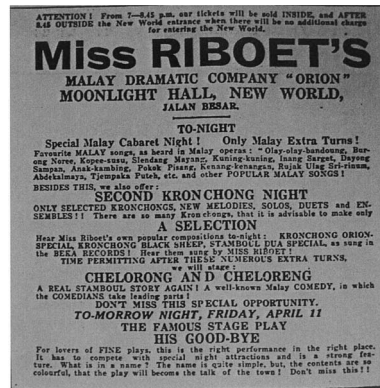 ATTENTION! From 7—8.45 p.m. our tickets will be sold INSIDE, and AFTER
8.45 OUTSIDE the New World entrance when there will be no additional charge
for entering the New World.
Miss RIBOET'S
MALAY DRAMATIC COMPANY "ORION"
MOONLIGHT HALL, NEW WORLD,
JALAN BESAR.
TO-NIGHT
Special Malay Cabaret Night! Only Malay Extra Turns!
Favourite MALAY songs, as heard in Malay operas: "Olay-olay-bandoung, Bur-
ong Noree, Kopee-susu, Slendang Mayang, Kuning-kuning, Inang Sarget, Dayong
Sampan, Anak-kambing, Pokok Pisang, Kenang-kenangan, Rujak Ulag Sri-rinum,
Abdekalmaya, Tjempaka Puteh, etc. and other POPULAR MALAY SONGS!
BESIDES THIS, we also offer:
SECOND KRONCHONG NIGHT
ONLY SELECTED KRONCHONGS, NEW MELODIES, SOLOS, DUETS and EN-
SEMBLES!! There are so many Kronchongs, that it is advisable to make only
A SELECTION
Hear Miss Riboet's own popular compositions to-night: KRONCHONG ORION-
SPECIAL, KRONCHONG BLACK SHEEP, STAMBOUL DUA SPECIAL, as sung in
the BEKA RECORDS! Hear them sung by MISS RIBOET!
TIME PERMITTING AFTER THESE NUMEROUS EXTRA TURNS,
we will stage:
CHELORONG AND CHELORENG
A REAL STAMBOUL STORY AGAIN! A well-known Malay COMEDY, in which
the COMEDIANS take leading parts!
DON'T MISS THIS SPECIAL OPPORTUNITY.
TO-MORROW NIGHT, FRIDAY, APRIL 11
THE FAMOUS STAGE PLAY
HIS GOOD-BYE
For lovers of FINE plays, this is the right performance in the right place.
It has to compete with special night attractions and is a strong fea-
ture. What is in a name? The name is quite simple, but, the contents are so
colourful, that the play will become the talk of the town! Don't miss this!!